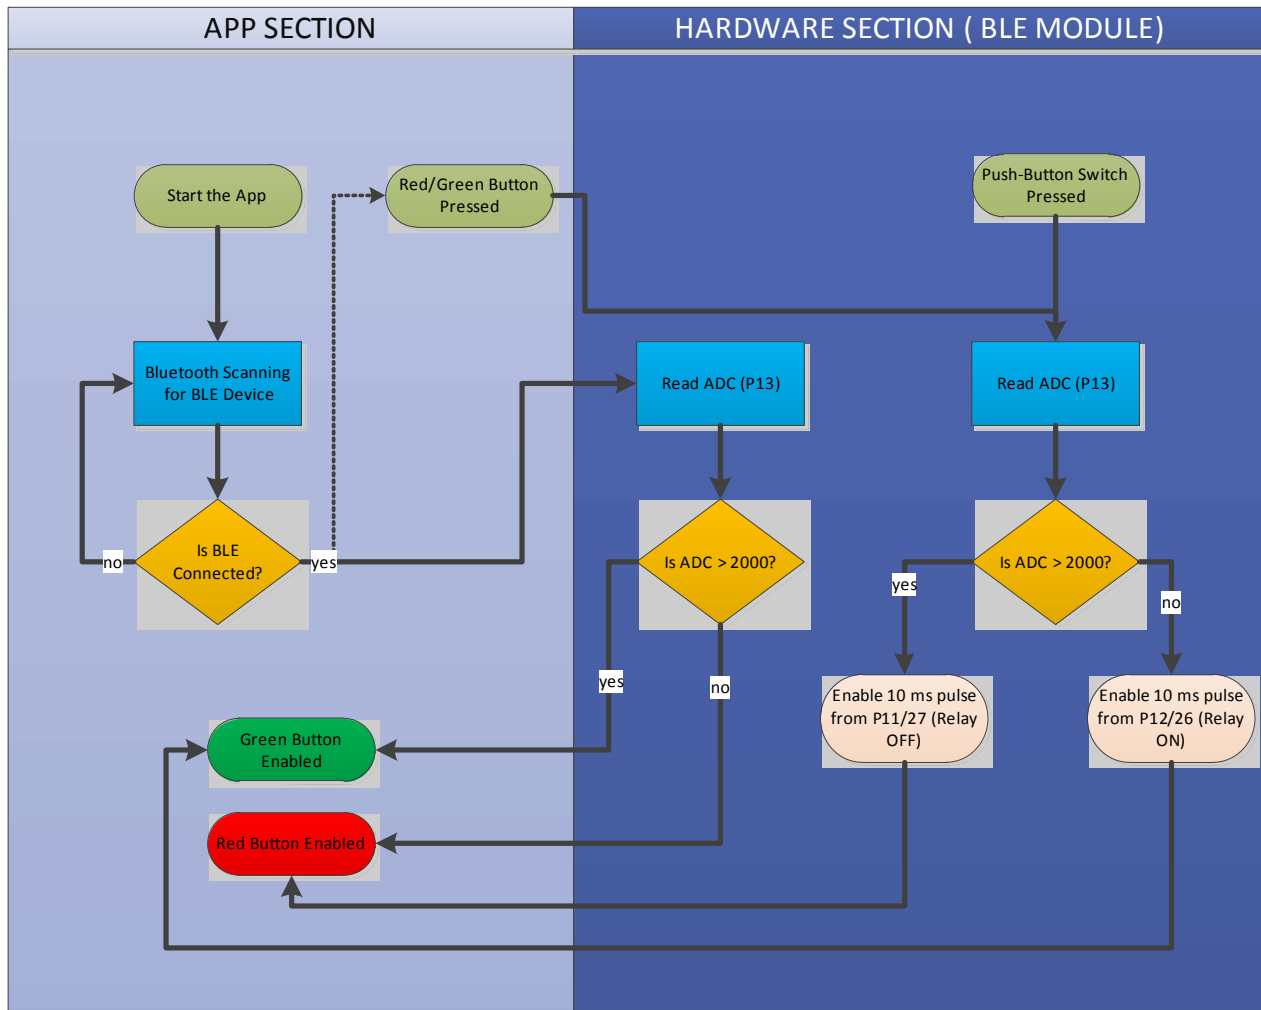 APP SECTION
HARDWARE SECTION ( BLE MODULE)
Start the App
Red/Green Button
Pressed
Push-Button Switch
Pressed
Bluetooth Scanning
for BLE Device
Read ADC (P13)
Read ADC (P13)
Is BLE
Connected?
no
yes
Is ADC > 2000?
yes
no
Is ADC > 2000?
yes
no
Enable 10 ms pulse
from P11/27 (Relay
OFF)
Enable 10 ms pulse
from P12/26 (Relay
ON)
Green Button
Enabled
Red Button Enabled